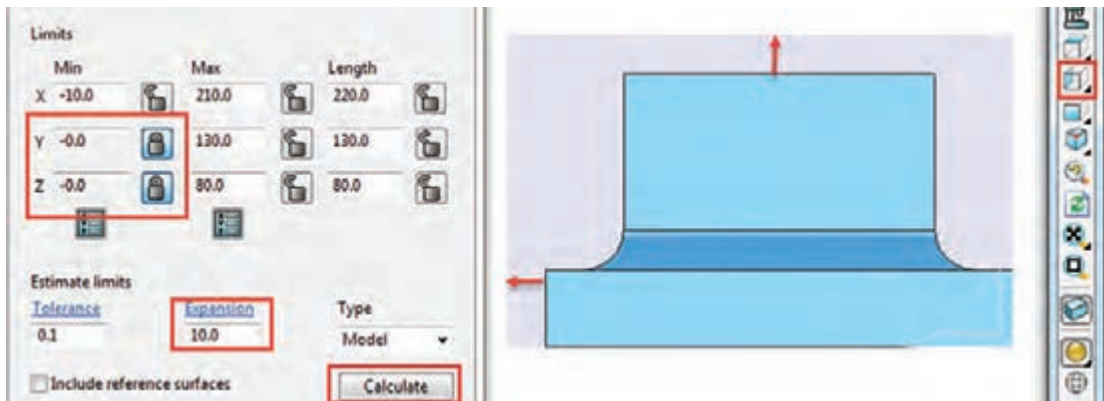 Limits
Min Max Length
X -10.0 210.0 220.0
Y -0.0 130.0 130.0
Z -0.0 80.0 80.0
Estimate limits
Tolerance Expansion Type
0.1 10.0 Model
Include reference surfaces Calculate